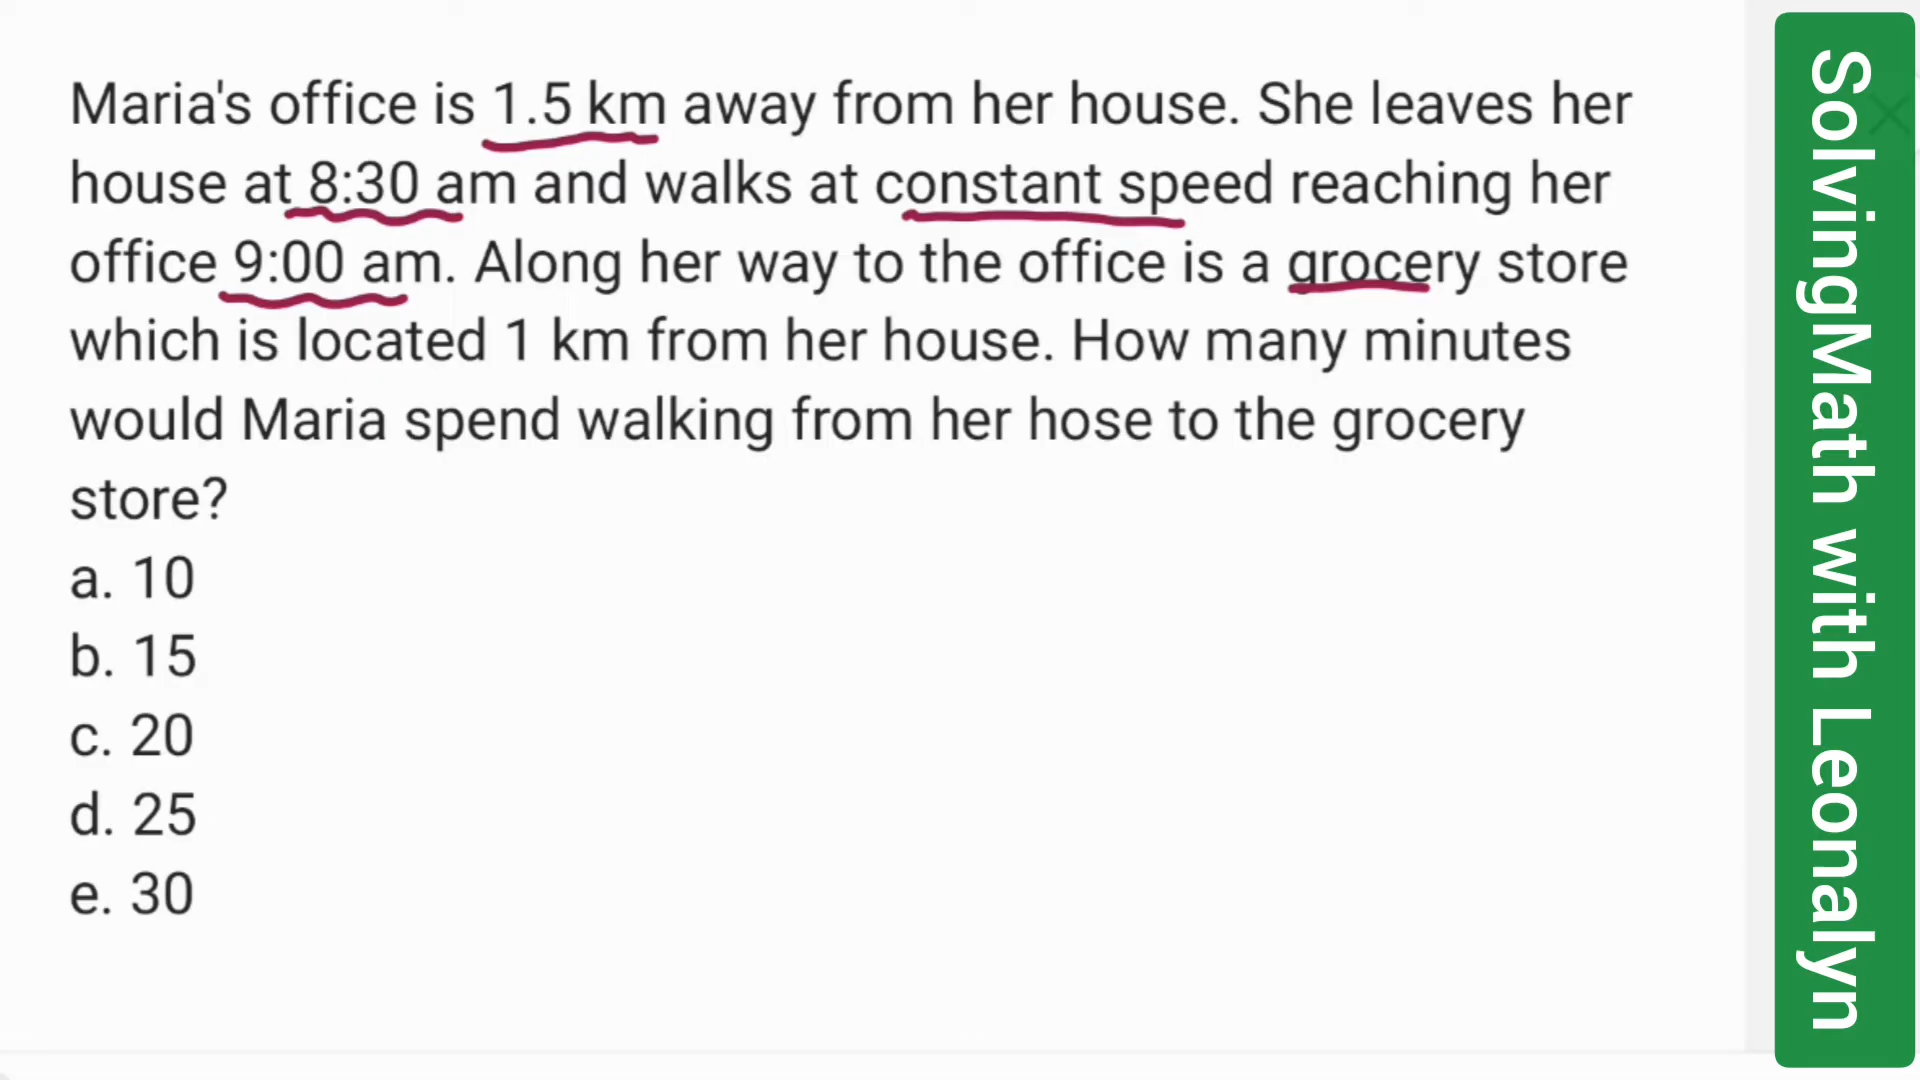 Maria's office is 1.5 km away from her house. She leaves her
house at 8:30 am and walks at constant speed reaching her
office 9:00 am. Along her way to the office is a grocery store
which is located 1 km from her house. How many minutes
would Maria spend walking from her hose to the grocery
store?
a. 10
b. 15
c. 20
d. 25
e. 30
SolvingMath with Leonalyn